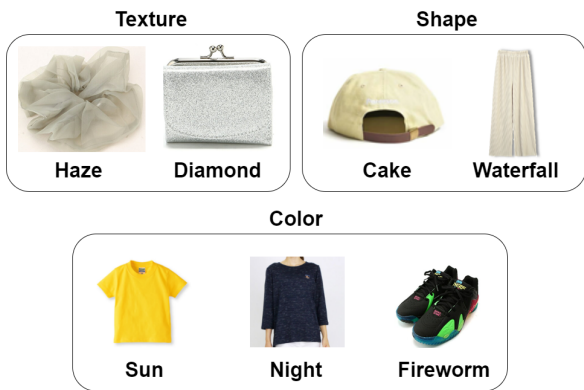 Texture
Shape
Haze
Diamond
Cake
Waterfall
Color
Sun
Night
Fireworm